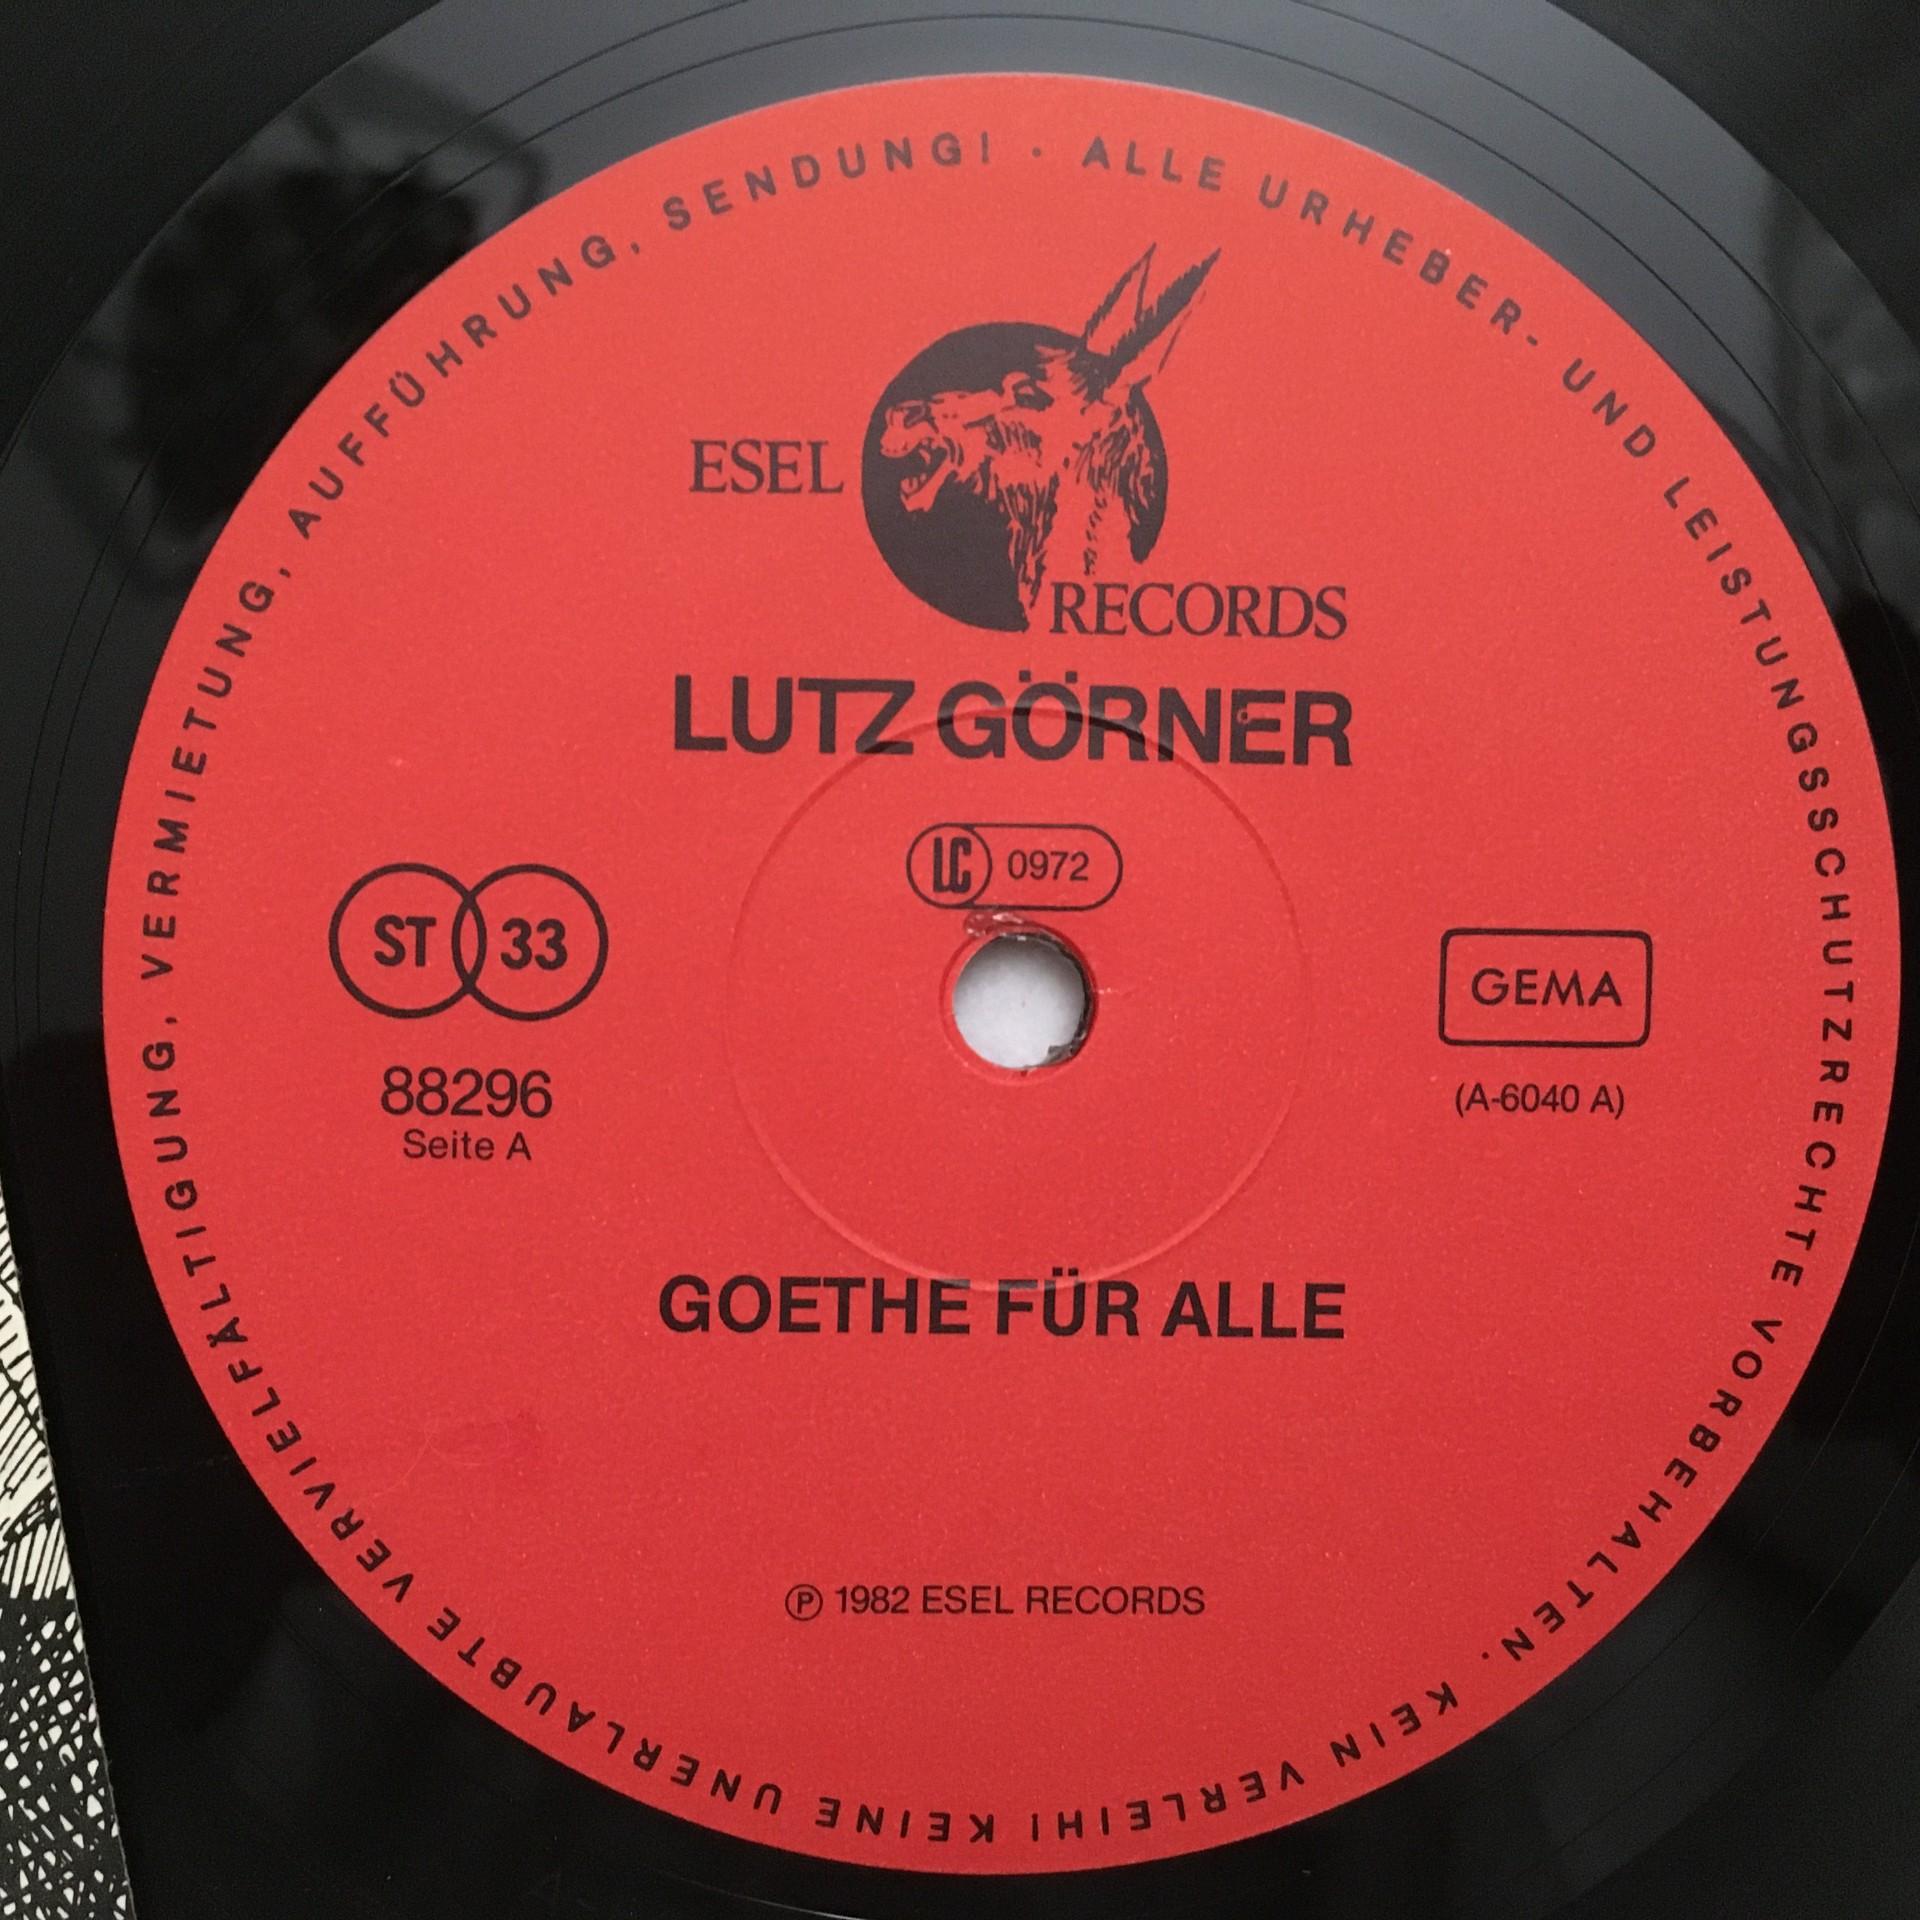 ALLE URHEBER- UND LEISTUNGSSCHUTZRECHTE VORBEHALTEN. KEIN VERLEIH! KEINE UNERLAUBTE VERVIELFÄLTIGUNG, VERMIETUNG, AUFFÜHRUNG, SENDUNG! ·
ESEL
RECORDS
LUTZ GÖRNER
LC 0972
ST 33
GEMA
88296
(A-6040 A)
Seite A
GOETHE FÜR ALLE
Ⓟ 1982 ESEL RECORDS